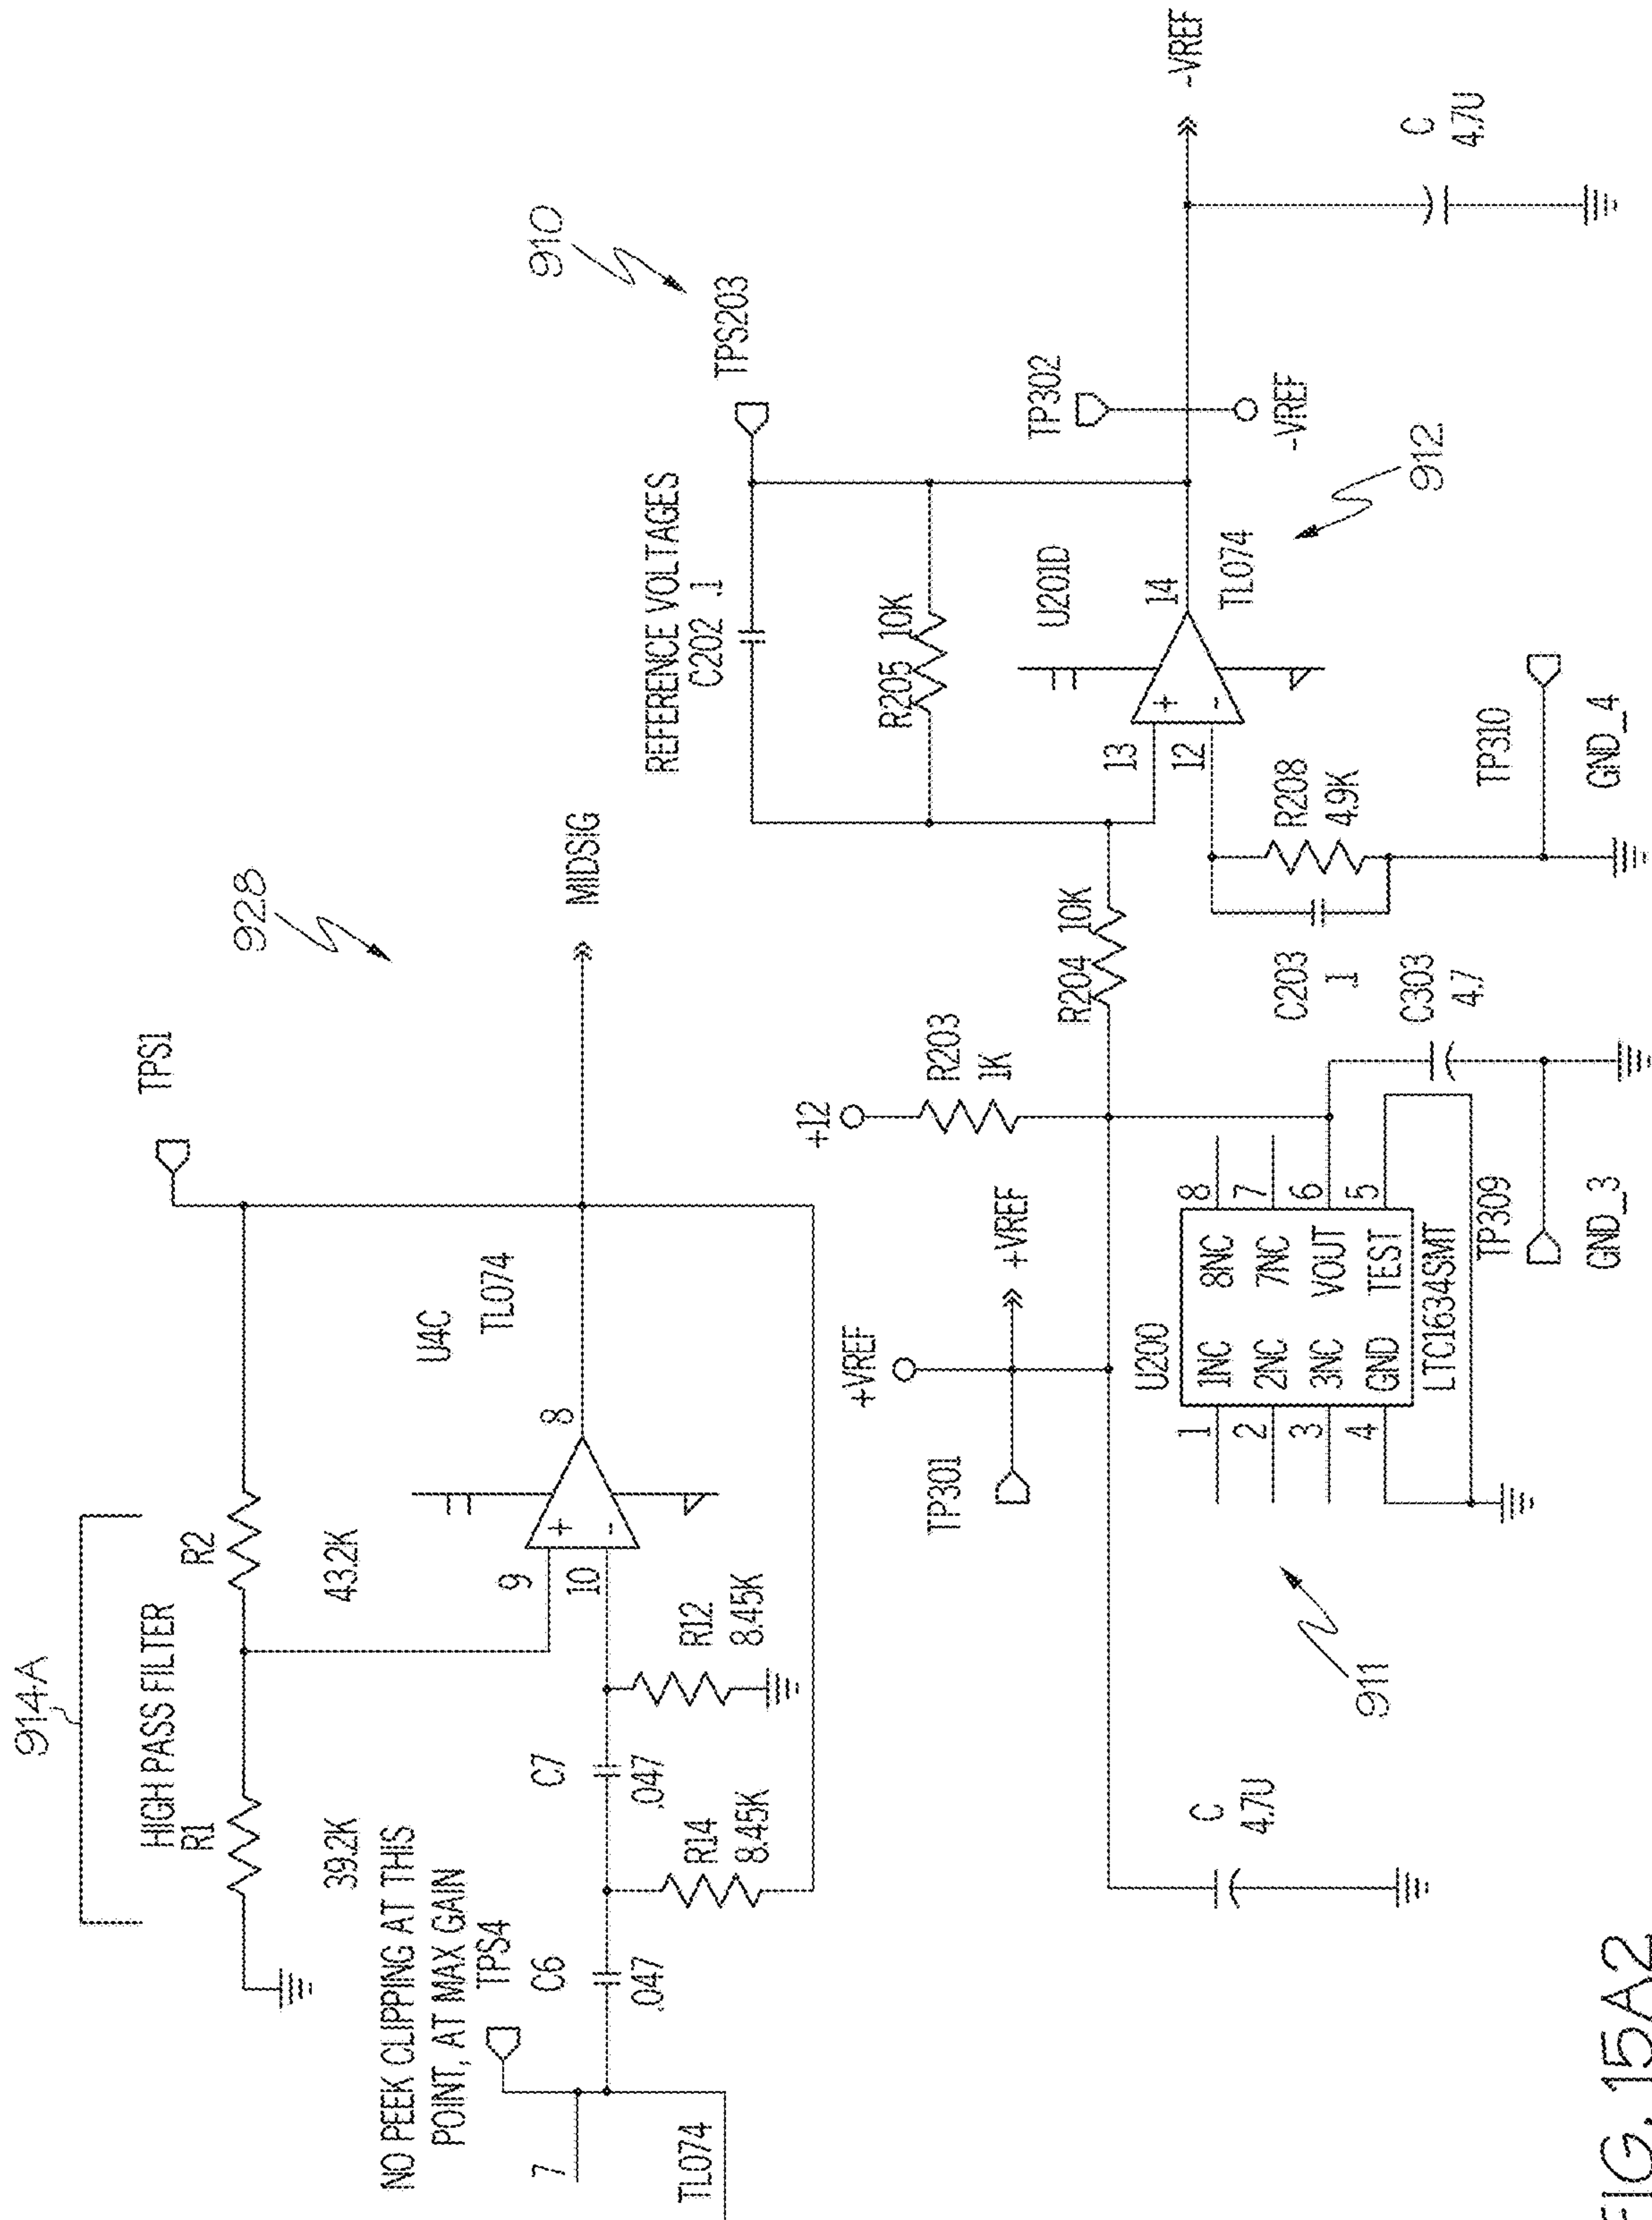 914A
HIGH PASS FILTER
R1
39.2K
R2
43.2K
TPS1
928
NO PEEK CLIPPING AT THIS
POINT, AT MAX GAIN
TPS4
7
TL074
C6
.047
C7
.047
R14
8.45K
R12
8.45K
9
10
+
-
8
U4C
TL074
MIDSIG
910
REFERENCE VOLTAGES
C202 .1
TPS203
R205 10K
U201D
13
12
+
-
14
TL074
912
TP302
-VREF
-VREF
C
4.7U
R204 10K
R208
4.9K
C203
.1
TP310
GND_4
+12
R203
1K
+VREF
+VREF
TP301
U200
1
2
3
4
1NC
2NC
3NC
GND
8NC
7NC
VOUT
TEST
8
7
6
5
LTC1634SMT
C303
4.7
TP309
GND_3
911
C
4.7U
FIG. 15A2